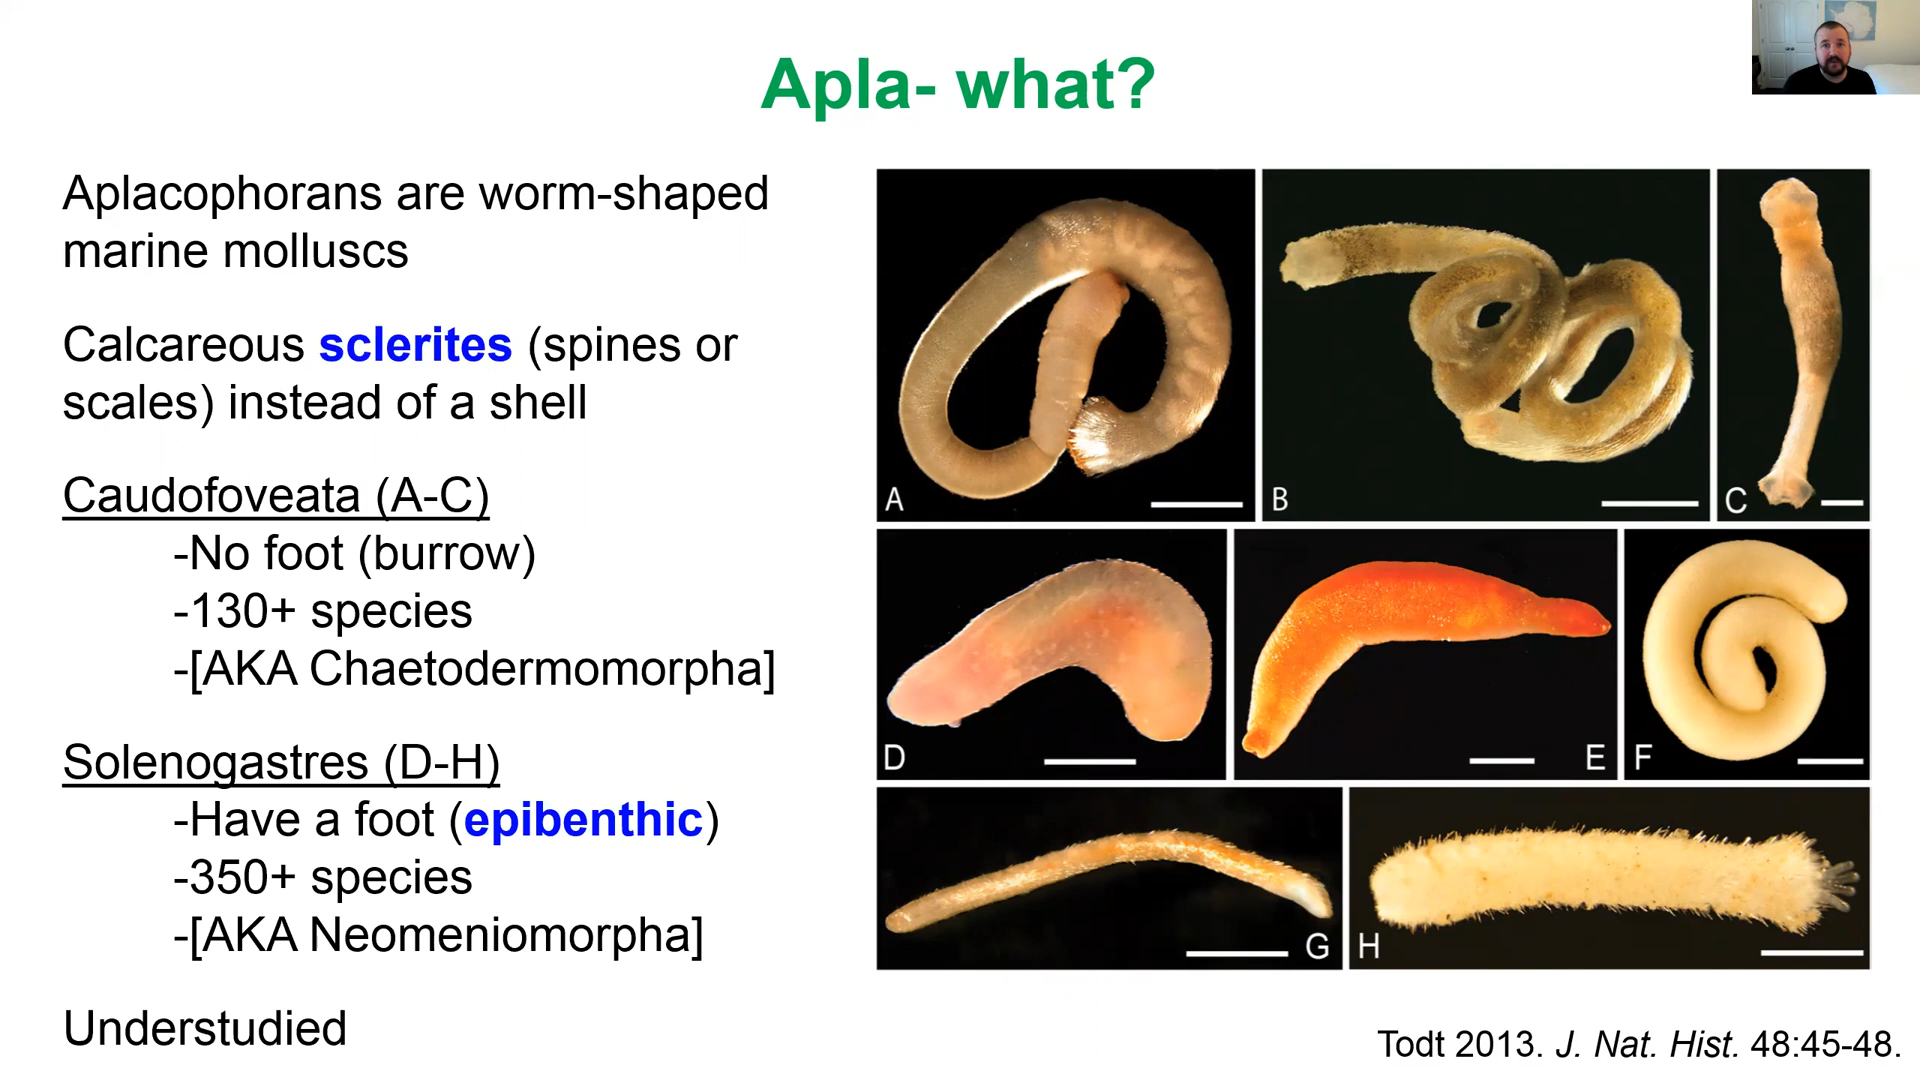 Apla- what?
Aplacophorans are worm-shaped
marine molluscs
Calcareous sclerites (spines or
scales) instead of a shell
Caudofoveata (A-C)
-No foot (burrow)
-130+ species
-[AKA Chaetodermomorpha]
Solenogastres (D-H)
-Have a foot (epibenthic)
-350+ species
-[AKA Neomeniomorpha]
Understudied
A
B
C
D
E
F
G
H
Todt 2013. J. Nat. Hist. 48:45-48.